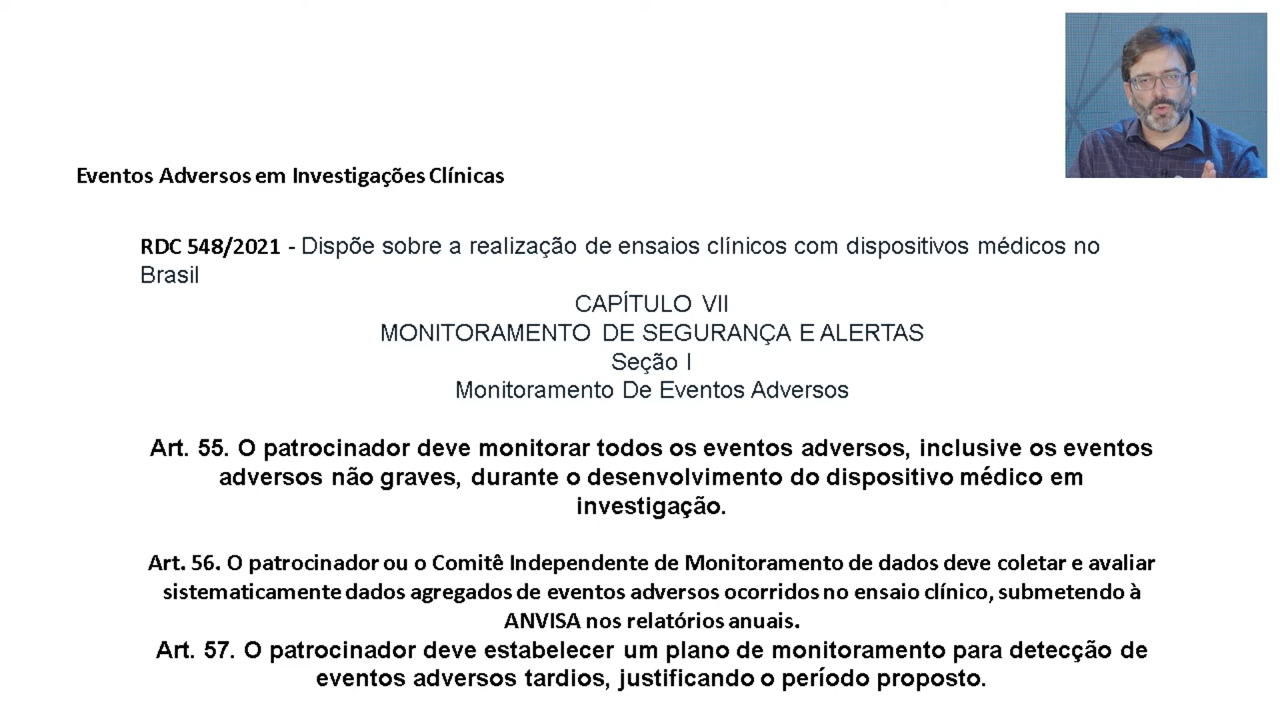 Eventos Adversos em Investigações Clínicas
RDC 548/2021 - Dispõe sobre a realização de ensaios clínicos com dispositivos médicos no
Brasil
CAPÍTULO VII
MONITORAMENTO DE SEGURANÇA E ALERTAS
Seção I
Monitoramento De Eventos Adversos
Art. 55. O patrocinador deve monitorar todos os eventos adversos, inclusive os eventos
adversos não graves, durante o desenvolvimento do dispositivo médico em
investigação.
Art. 56. O patrocinador ou o Comitê Independente de Monitoramento de dados deve coletar e avaliar
sistematicamente dados agregados de eventos adversos ocorridos no ensaio clínico, submetendo à
ANVISA nos relatórios anuais.
Art. 57. O patrocinador deve estabelecer um plano de monitoramento para detecção de
eventos adversos tardios, justificando o período proposto.